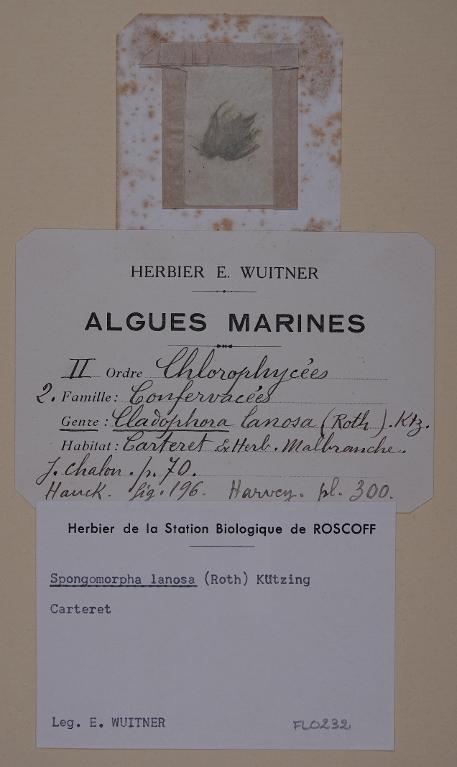 HERBIER E. WUITNER
ALGUES MARINES
II Ordre Chlorophycées
2. Famille: Confervacées
Genre: Cladophora lanosa (Roth). Ktz.
Habitat: Carteret & Herb. Malbranche.
J. Chalon. p. 70.
Hauck. fig. 196. Harvey. pl. 300.
Herbier de la Station Biologique de ROSCOFF
Spongomorpha lanosa (Roth) Kützing
Carteret
Leg. E. WUITNER FLO232